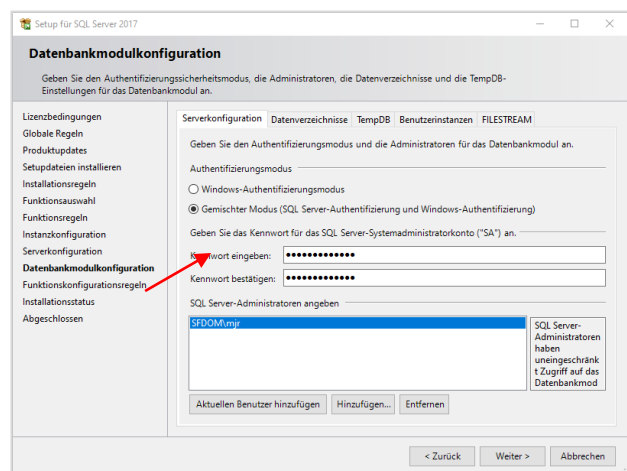 Setup für SQL Server 2017
Datenbankmodulkonfiguration
Geben Sie den Authentifizierungssicherheitsmodus, die Administratoren, die Datenverzeichnisse und die TempDB-
Einstellungen für das Datenbankmodul an.
Lizenzbedingungen
Globale Regeln
Produktupdates
Setupdateien installieren
Installationsregeln
Funktionsauswahl
Funktionsregeln
Instanzkonfiguration
Serverkonfiguration
Datenbankmodulkonfiguration
Funktionskonfigurationsregeln
Installationsstatus
Abgeschlossen
Serverkonfiguration Datenverzeichnisse TempDB Benutzerinstanzen FILESTREAM
Geben Sie den Authentifizierungsmodus und die Administratoren für das Datenbankmodul an.
Authentifizierungsmodus
Windows-Authentifizierungsmodus
Gemischter Modus (SQL Server-Authentifizierung und Windows-Authentifizierung)
Geben Sie das Kennwort für das SQL Server-Systemadministratorkonto ("SA") an.
Kennwort eingeben: ●●●●●●●●●●●●●
Kennwort bestätigen: ●●●●●●●●●●●●●
SQL Server-Administratoren angeben
SFDOM\mjr
SQL Server-
Administratoren
haben
uneingeschränk
t Zugriff auf das
Datenbankmod
Aktuellen Benutzer hinzufügen Hinzufügen... Entfernen
< Zurück Weiter > Abbrechen